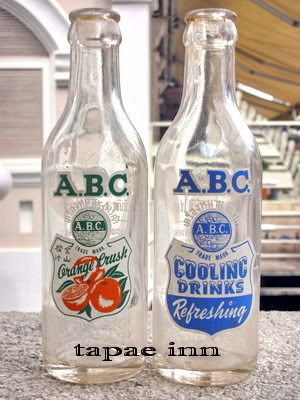 A.B.C.
A.B.C.
TRADE MARK
Orange Crush
A.B.C.
A.B.C.
TRADE MARK
COOLING
DRINKS
Refreshing
tapae inn